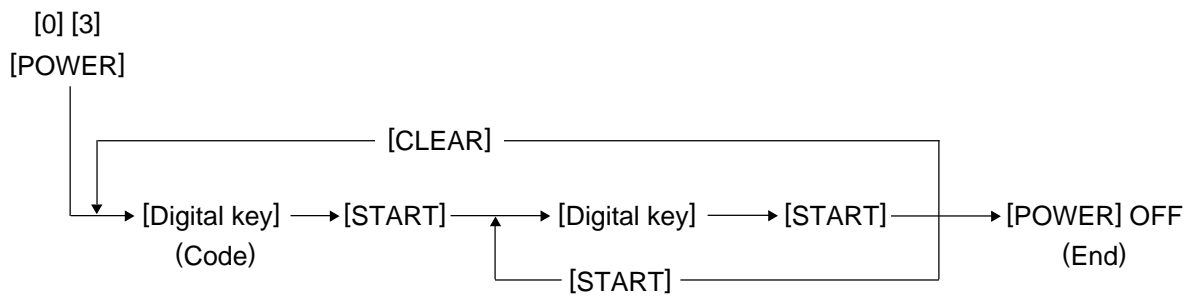 [0] [3]
[POWER]
[CLEAR]
[Digital key] [START] [Digital key] [START] [POWER] OFF
(Code) (End)
[START]